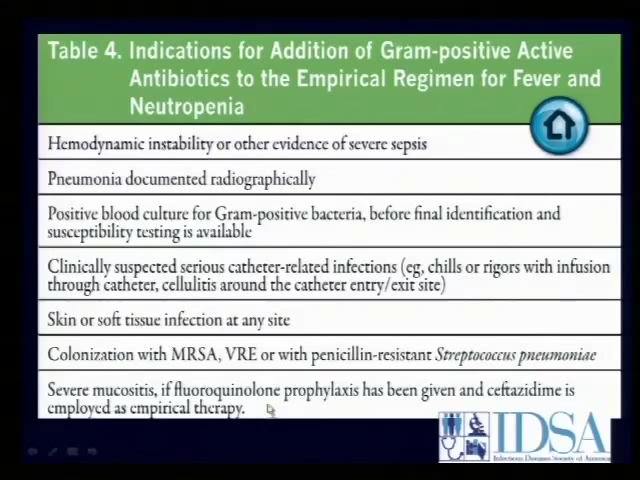 Table 4. Indications for Addition of Gram-positive Active
Antibiotics to the Empirical Regimen for Fever and
Neutropenia
Hemodynamic instability or other evidence of severe sepsis
Pneumonia documented radiographically
Positive blood culture for Gram-positive bacteria, before final identification and
susceptibility testing is available
Clinically suspected serious catheter-related infections (eg, chills or rigors with infusion
through catheter, cellulitis around the catheter entry/exit site)
Skin or soft tissue infection at any site
Colonization with MRSA, VRE or with penicillin-resistant Streptococcus pneumoniae
Severe mucositis, if fluoroquinolone prophylaxis has been given and ceftazidime is
employed as empirical therapy.
IDSA
Infectious Diseases Society of America